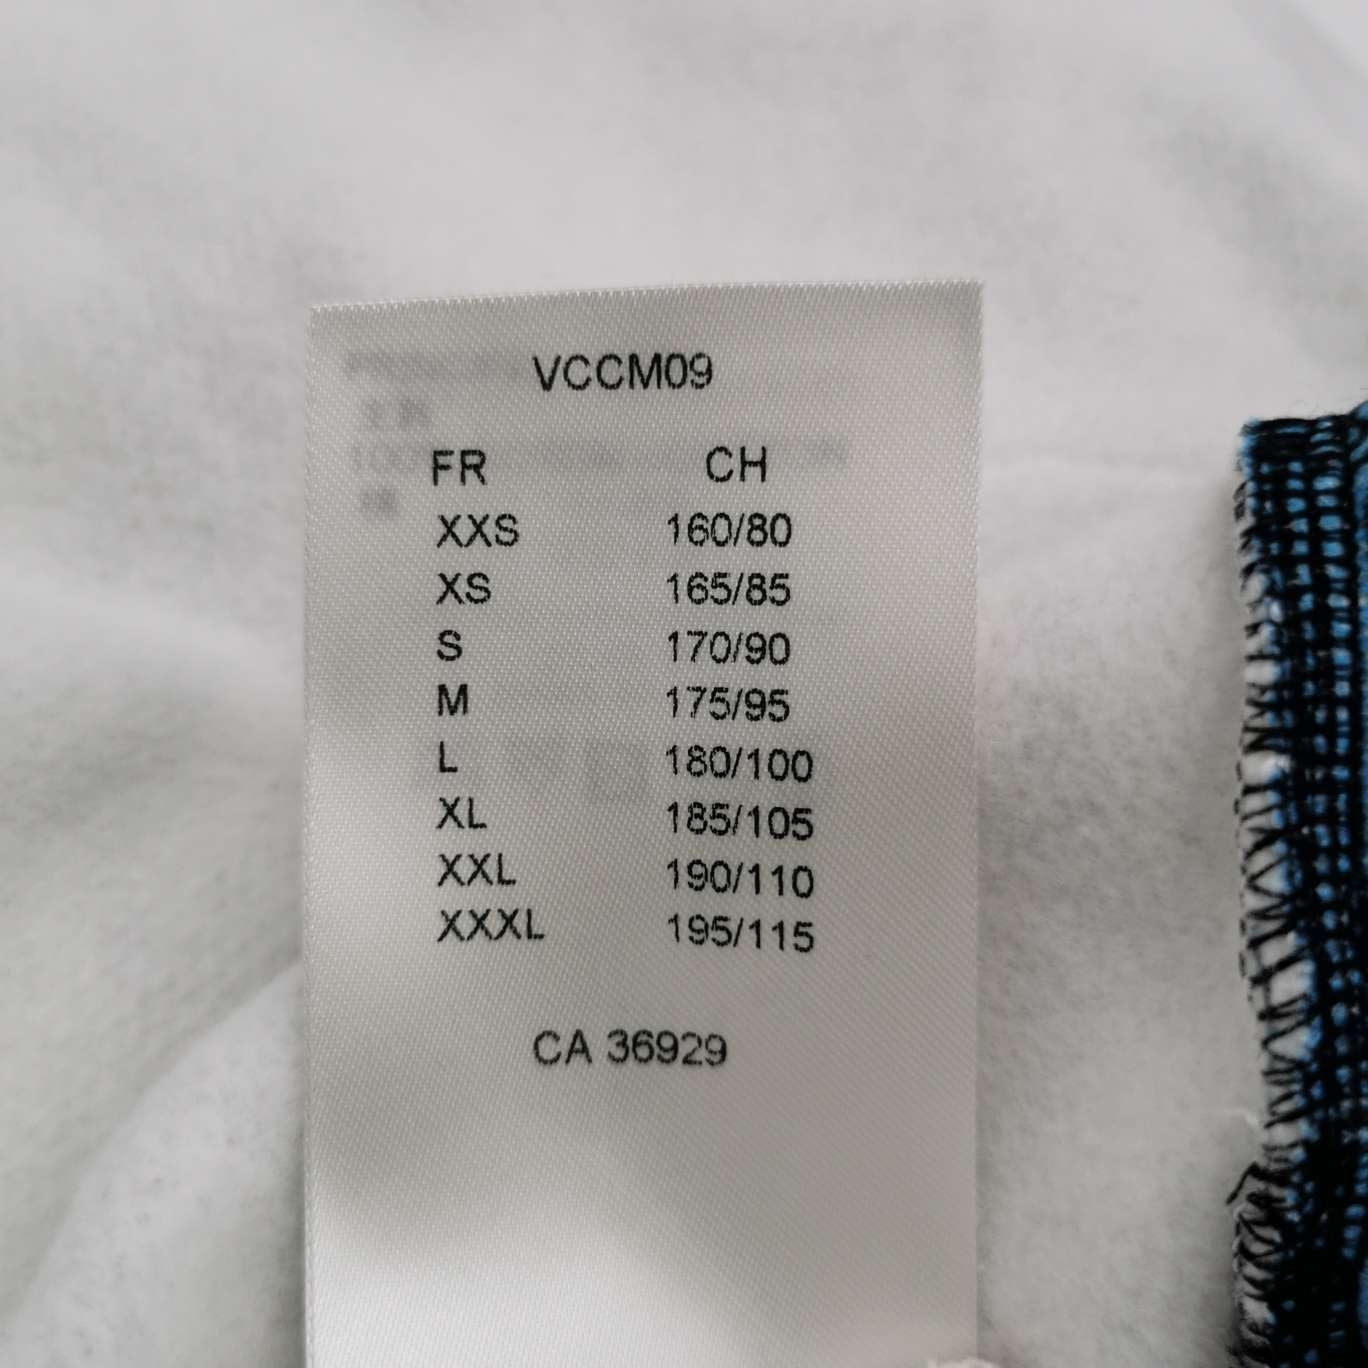 VCCM09
FR CH
XXS 160/80
XS 165/85
S 170/90
M 175/95
L 180/100
XL 185/105
XXL 190/110
XXXL 195/115
CA 36929